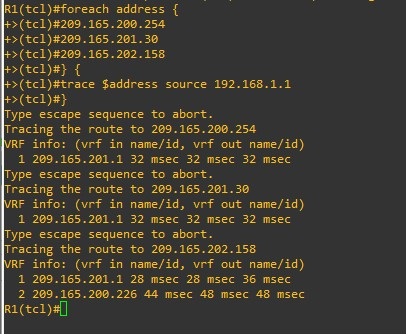 R1(tcl)#foreach address {
+>(tcl)#209.165.200.254
+>(tcl)#209.165.201.30
+>(tcl)#209.165.202.158
+>(tcl)#} {
+>(tcl)#trace $address source 192.168.1.1
+>(tcl)#}
Type escape sequence to abort.
Tracing the route to 209.165.200.254
VRF info: (vrf in name/id, vrf out name/id)
  1 209.165.201.1 32 msec 32 msec 32 msec
Type escape sequence to abort.
Tracing the route to 209.165.201.30
VRF info: (vrf in name/id, vrf out name/id)
  1 209.165.201.1 32 msec 32 msec 32 msec
Type escape sequence to abort.
Tracing the route to 209.165.202.158
VRF info: (vrf in name/id, vrf out name/id)
  1 209.165.201.1 28 msec 28 msec 36 msec
  2 209.165.200.226 44 msec 48 msec 48 msec
R1(tcl)#